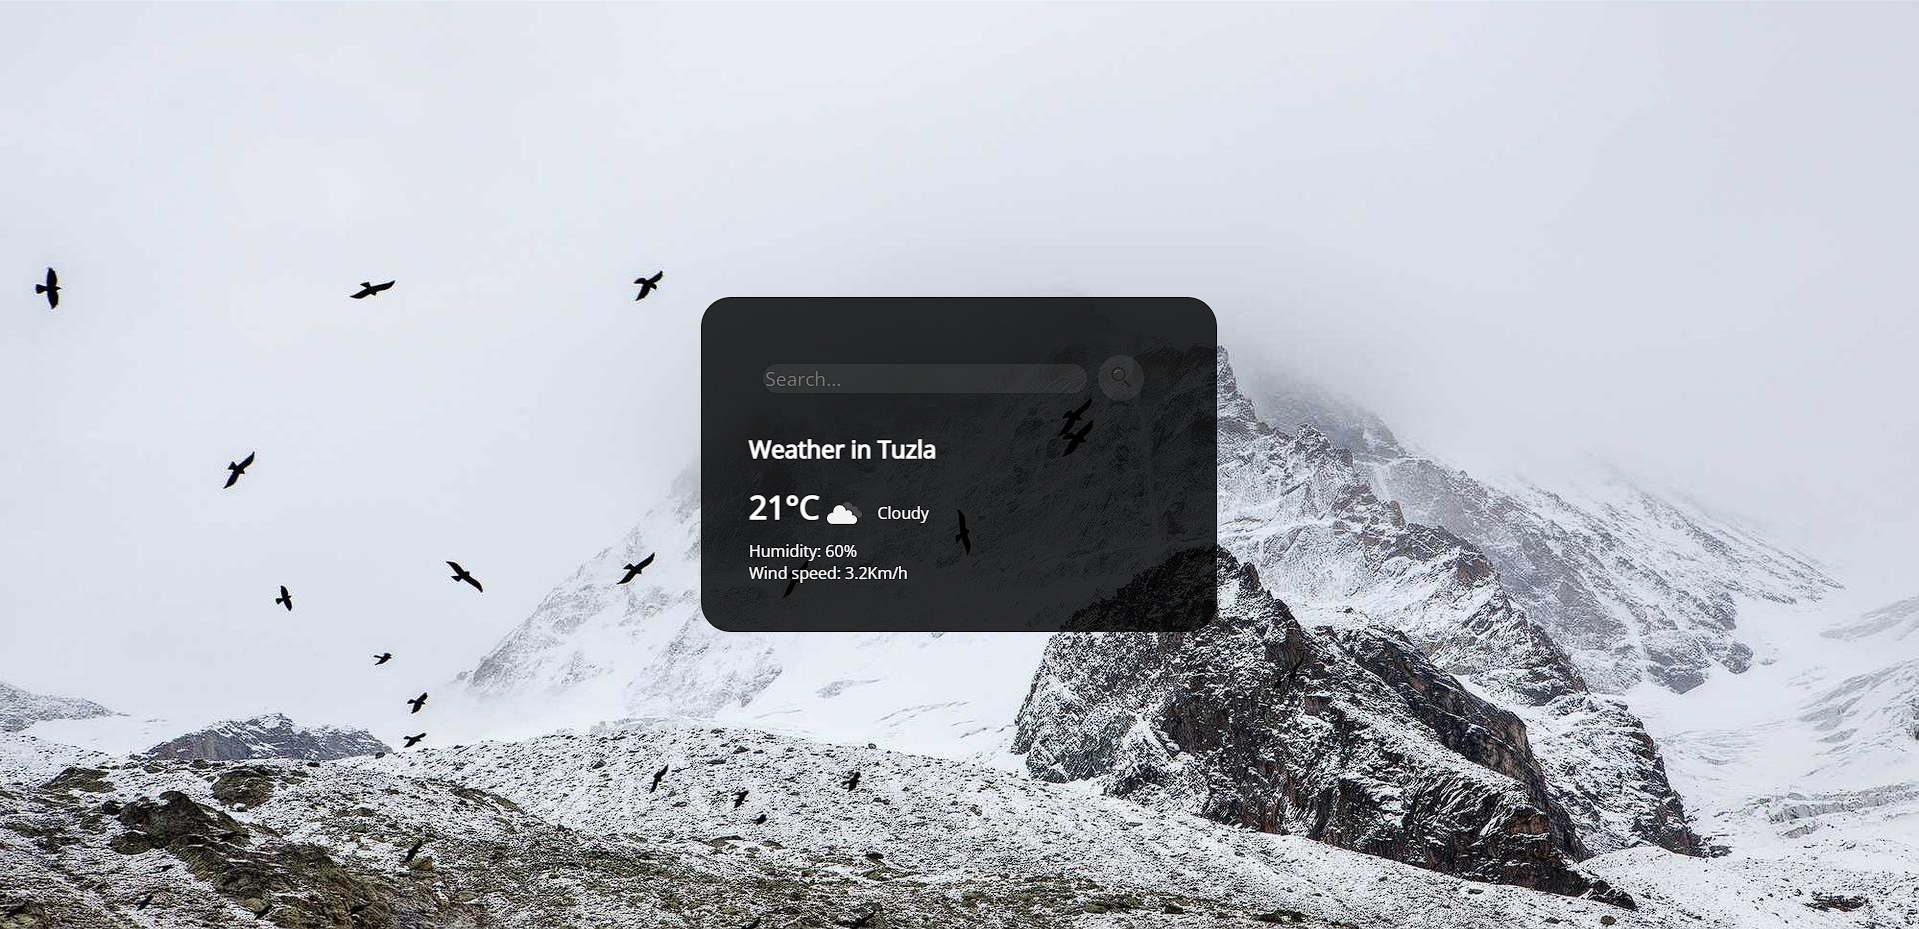 Search...
Weather in Tuzla
21°C Cloudy
Humidity: 60%
Wind speed: 3.2Km/h